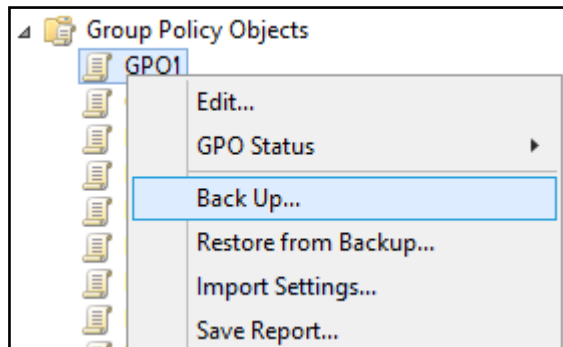 Group Policy Objects
GPO1
Edit...
GPO Status
Back Up...
Restore from Backup...
Import Settings...
Save Report...